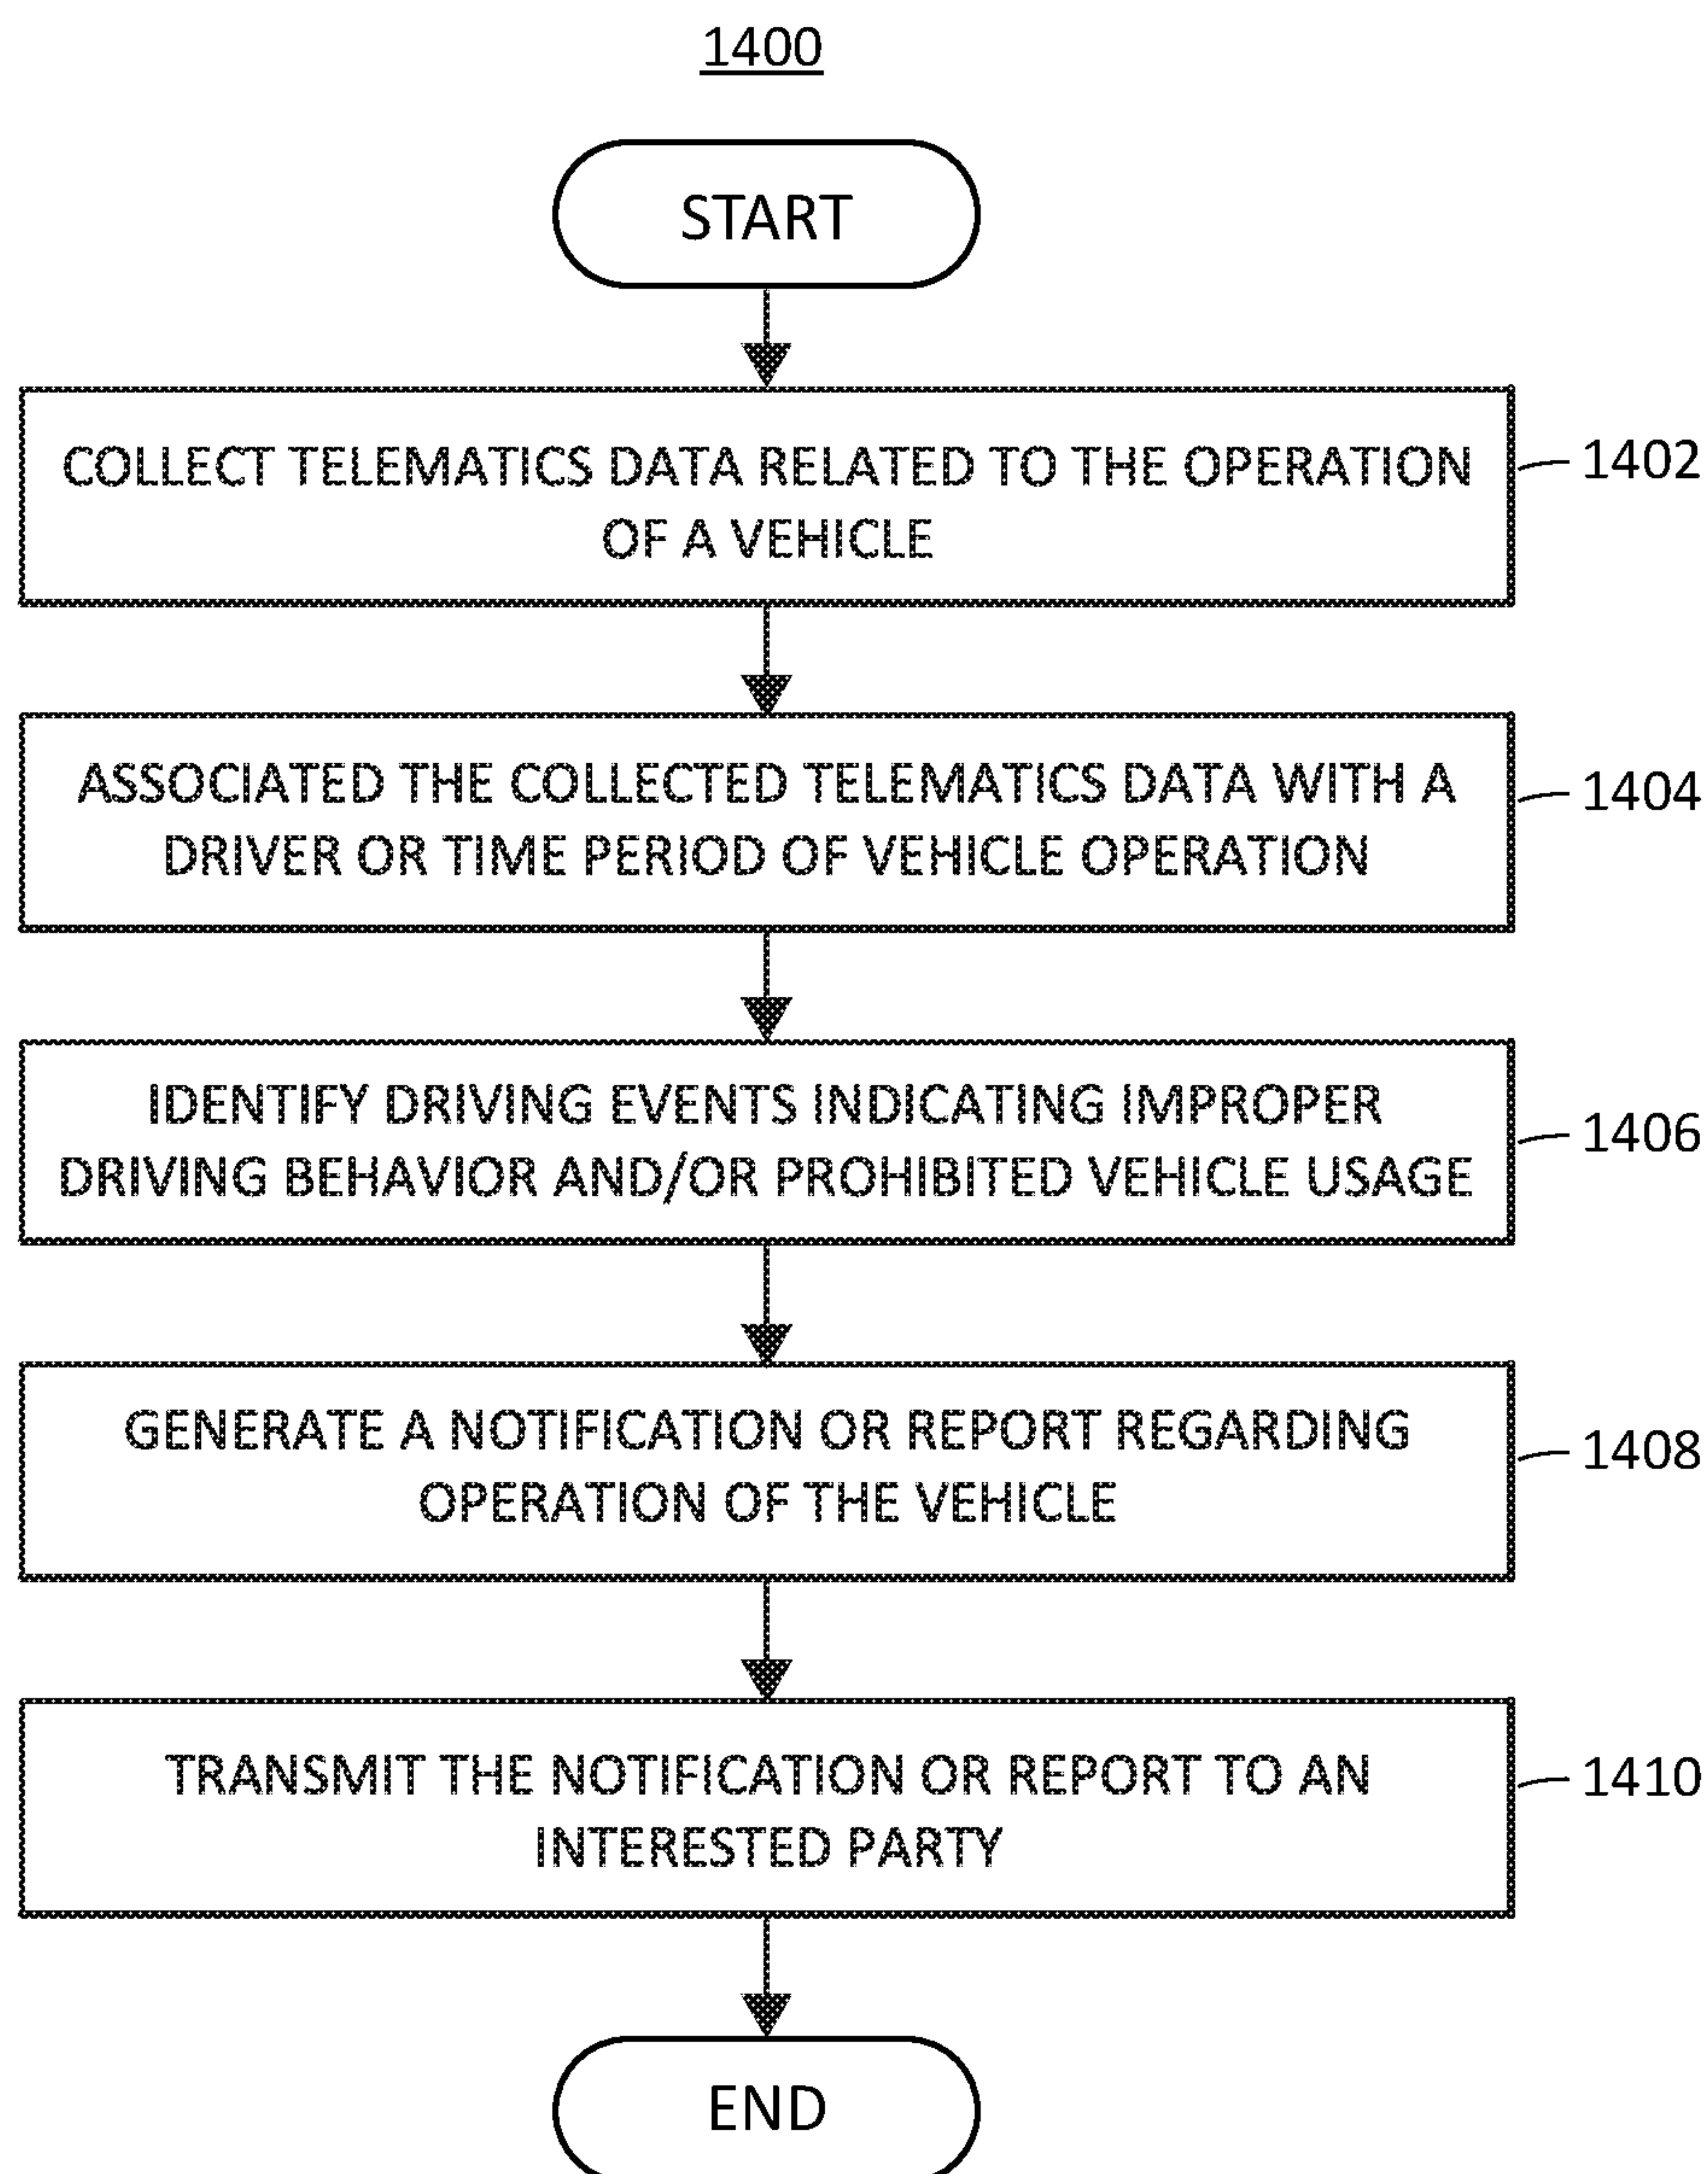 1400
START
COLLECT TELEMATICS DATA RELATED TO THE OPERATION
OF A VEHICLE
1402
ASSOCIATED THE COLLECTED TELEMATICS DATA WITH A
DRIVER OR TIME PERIOD OF VEHICLE OPERATION
1404
IDENTIFY DRIVING EVENTS INDICATING IMPROPER
DRIVING BEHAVIOR AND/OR PROHIBITED VEHICLE USAGE
1406
GENERATE A NOTIFICATION OR REPORT REGARDING
OPERATION OF THE VEHICLE
1408
TRANSMIT THE NOTIFICATION OR REPORT TO AN
INTERESTED PARTY
1410
END